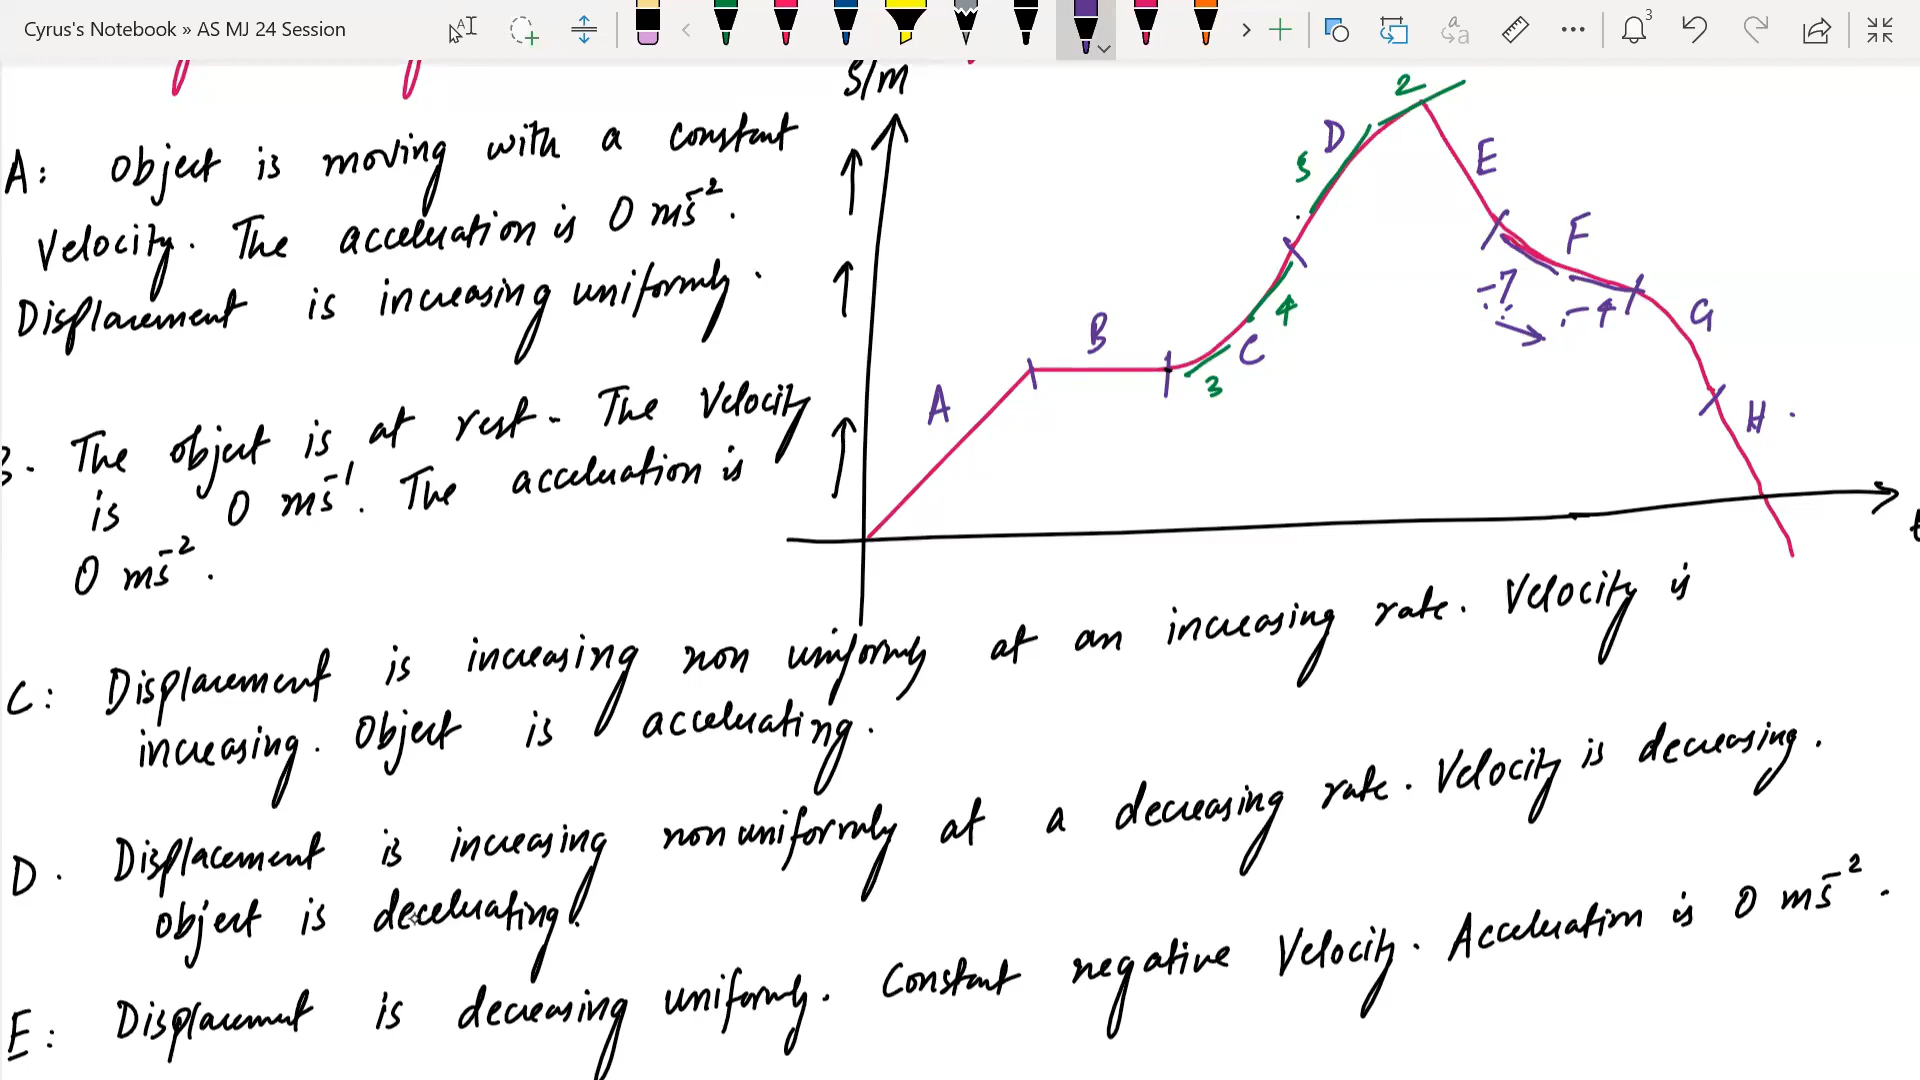 Cyrus's Notebook » AS MJ 24 Session
3
S/m
A: Object is moving with a constant
Velocity. The acceleration is 0 ms⁻².
Displacement is increasing uniformly.
B. The object is at rest. The Velocity
is 0 ms⁻¹. The acceleration is
0 ms⁻².
A
B
C
D
E
F
G
H
3
4
5
2
-7
-4
t
C: Displacement is increasing non uniformly at an increasing rate. Velocity is
increasing. Object is accelerating.
D. Displacement is increasing non uniformly at a decreasing rate. Velocity is decreasing.
Object is decelerating.
E: Displacement is decreasing uniformly. Constant negative Velocity. Acceleration is 0 ms⁻².